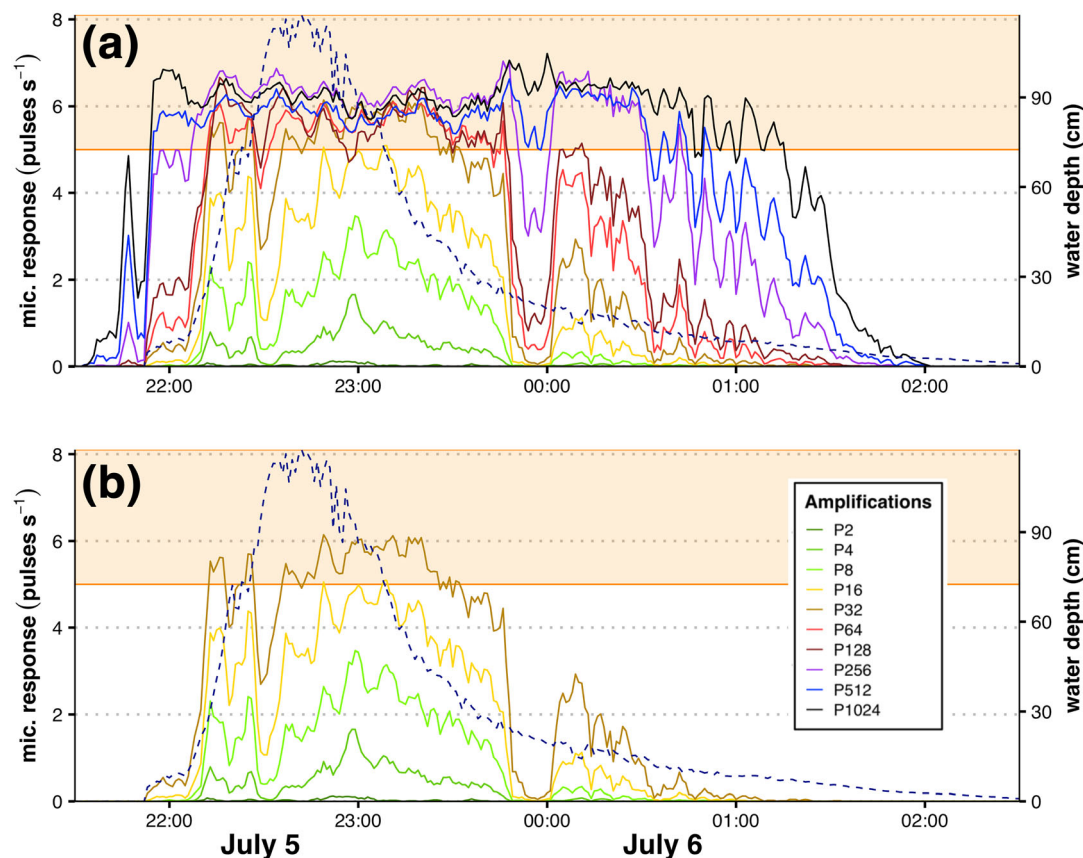 (a)
mic. response (pulses s⁻¹)
8
6
4
2
0
90
60
30
0
water depth (cm)
22:00 23:00 00:00 01:00 02:00
(b)
mic. response (pulses s⁻¹)
8
6
4
2
0
90
60
30
0
water depth (cm)
Amplifications
P2
P4
P8
P16
P32
P64
P128
P256
P512
P1024
22:00 23:00 00:00 01:00 02:00
July 5 July 6